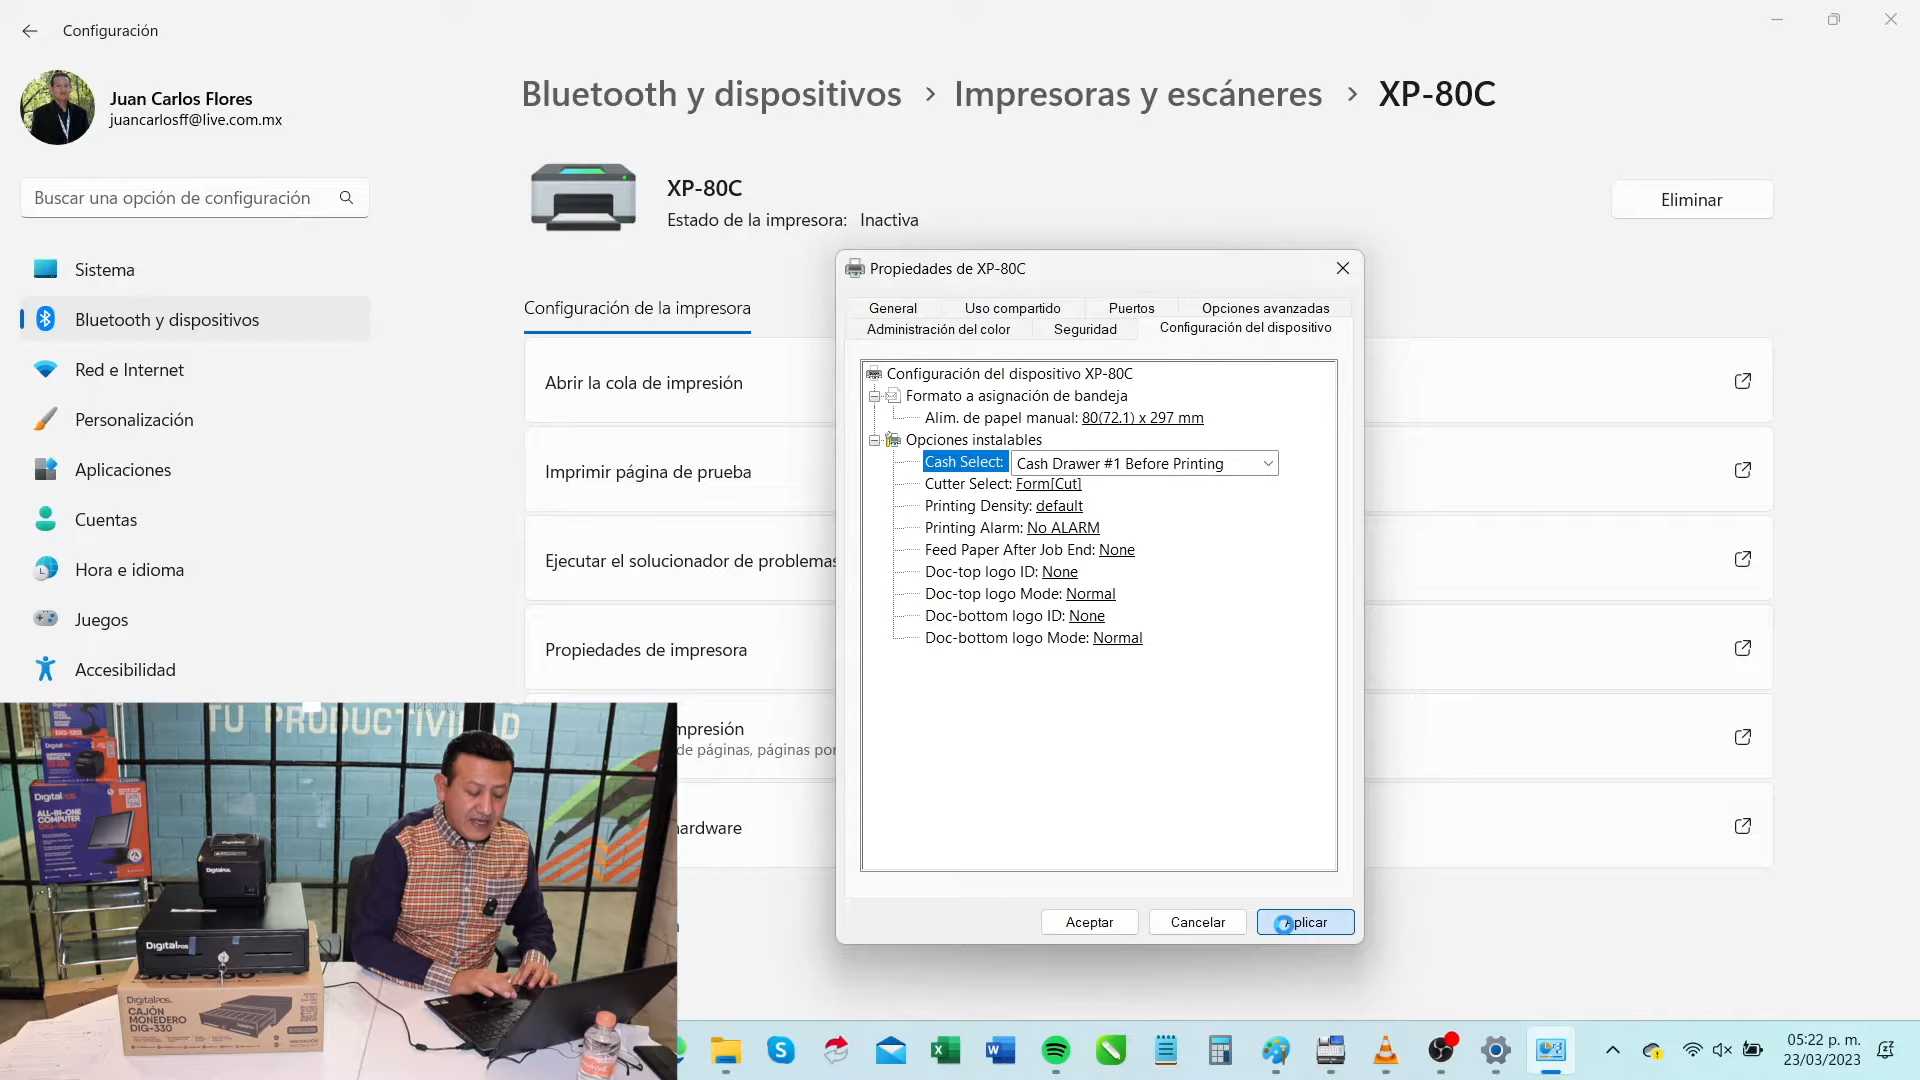 Configuración
Juan Carlos Flores
juancarlosff@live.com.mx
Buscar una opción de configuración
Sistema
Bluetooth y dispositivos
Red e Internet
Personalización
Aplicaciones
Cuentas
Hora e idioma
Juegos
Accesibilidad
Bluetooth y dispositivos > Impresoras y escáneres > XP-80C
XP-80C
Estado de la impresora: Inactiva
Eliminar
Configuración de la impresora
Abrir la cola de impresión
Imprimir página de prueba
Ejecutar el solucionador de problemas
Propiedades de impresora
mpresión
de páginas, páginas por
hardware
Propiedades de XP-80C
General
Uso compartido
Puertos
Opciones avanzadas
Administración del color
Seguridad
Configuración del dispositivo
Configuración del dispositivo XP-80C
Formato a asignación de bandeja
Alim. de papel manual: 80(72.1) x 297 mm
Opciones instalables
Cash Select: Cash Drawer #1 Before Printing
Cutter Select: Form[Cut]
Printing Density: default
Printing Alarm: No ALARM
Feed Paper After Job End: None
Doc-top logo ID: None
Doc-top logo Mode: Normal
Doc-bottom logo ID: None
Doc-bottom logo Mode: Normal
Aceptar
Cancelar
Aplicar
TU PRODUCTIVIDAD
Digital
ALL-IN-ONE
COMPUTER
DigitalPos
DigitalPos.
CAJÓN
MONEDERO
DIG-330
05:22 p. m.
23/03/2023